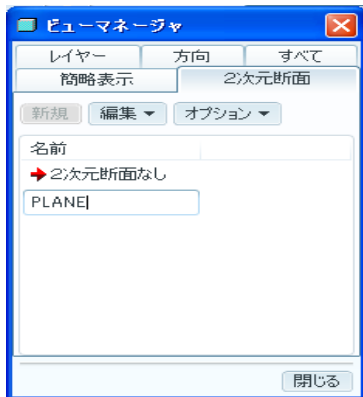 ビューマネージャ
レイヤー 方向 すべて
簡略表示 2次元断面
新規 編集 オプション
名前
2次元断面なし
PLANE
閉じる